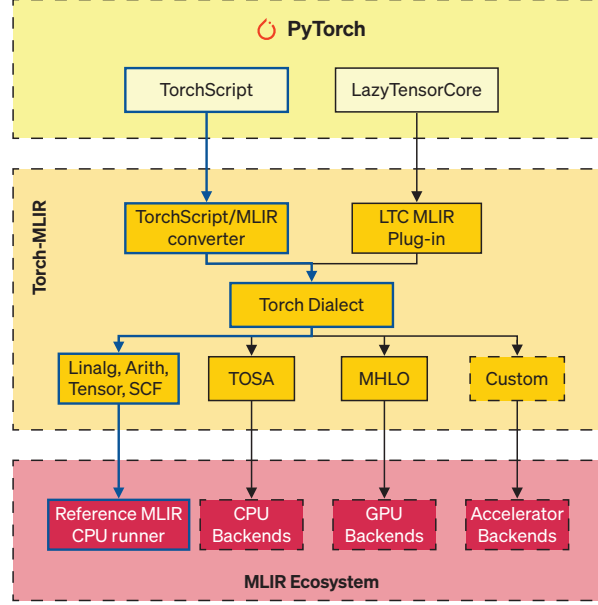 PyTorch
TorchScript
LazyTensorCore
Torch-MLIR
TorchScript/MLIR
converter
LTC MLIR
Plug-in
Torch Dialect
Linalg, Arith,
Tensor, SCF
TOSA
MHLO
Custom
Reference MLIR
CPU runner
CPU
Backends
GPU
Backends
Accelerator
Backends
MLIR Ecosystem